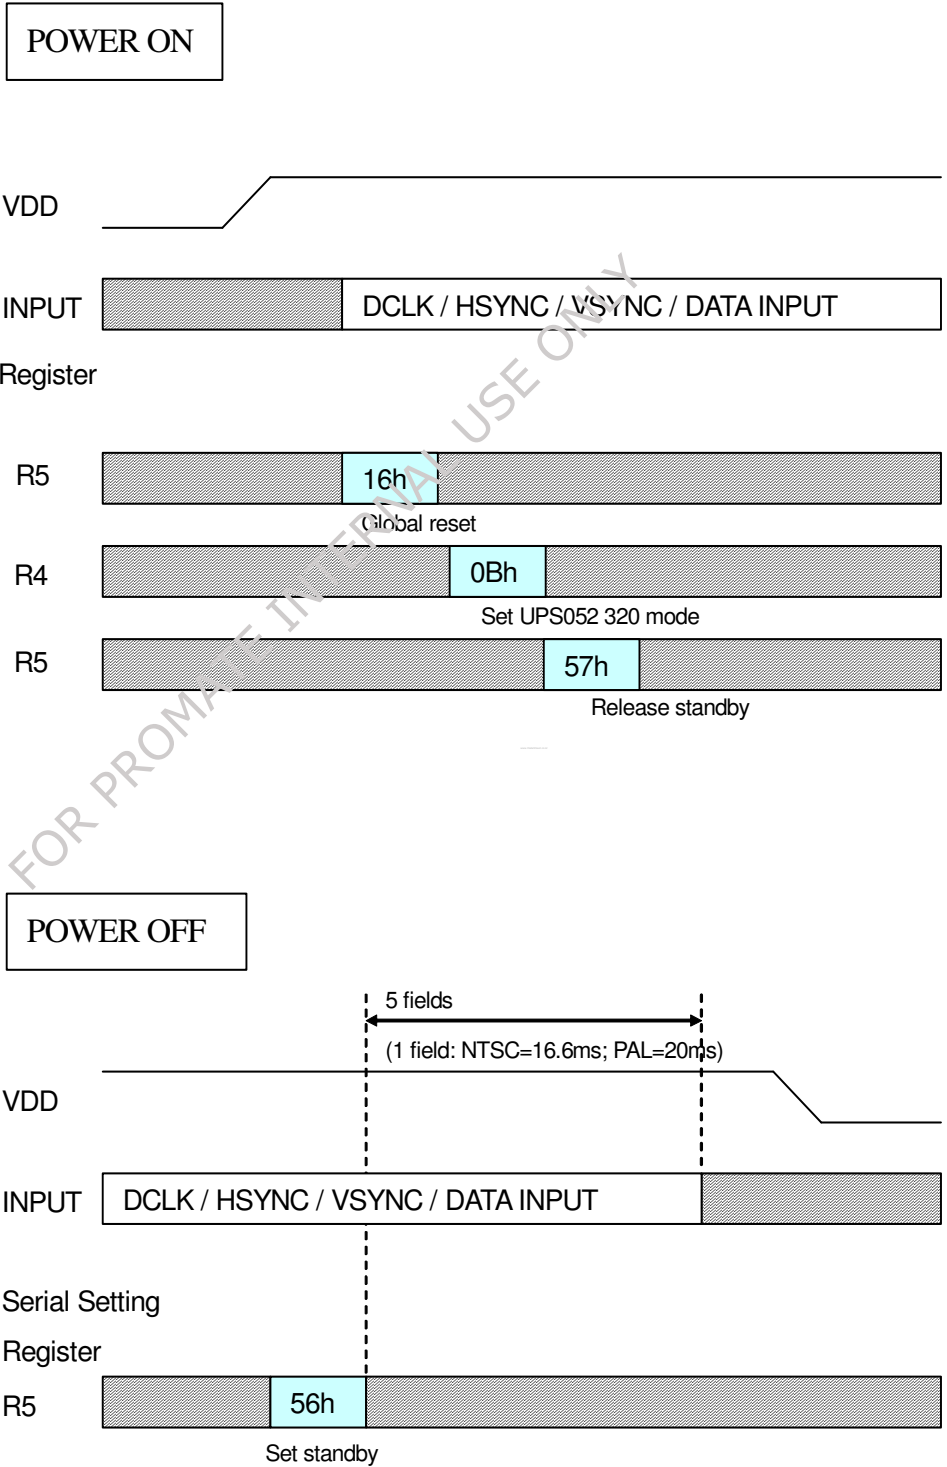 POWER ON
VDD
INPUT
DCLK / HSYNC / VSYNC / DATA INPUT
Register
R5
16h
Global reset
R4
0Bh
Set UPS052 320 mode
R5
57h
Release standby
FOR PROMATE INTERNAL USE ONLY
POWER OFF
5 fields
(1 field: NTSC=16.6ms; PAL=20ms)
VDD
INPUT
DCLK / HSYNC / VSYNC / DATA INPUT
Serial Setting
Register
R5
56h
Set standby